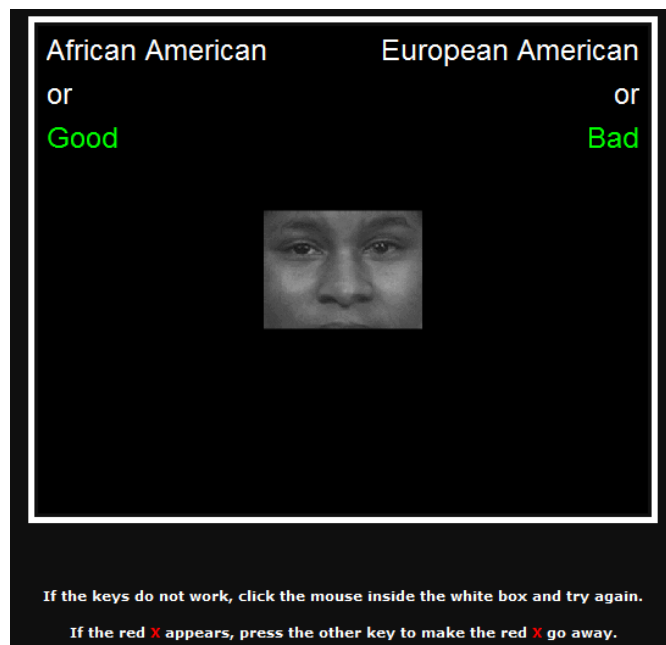 African American European American
or or
Good Bad
If the keys do not work, click the mouse inside the white box and try again.
If the red X appears, press the other key to make the red X go away.